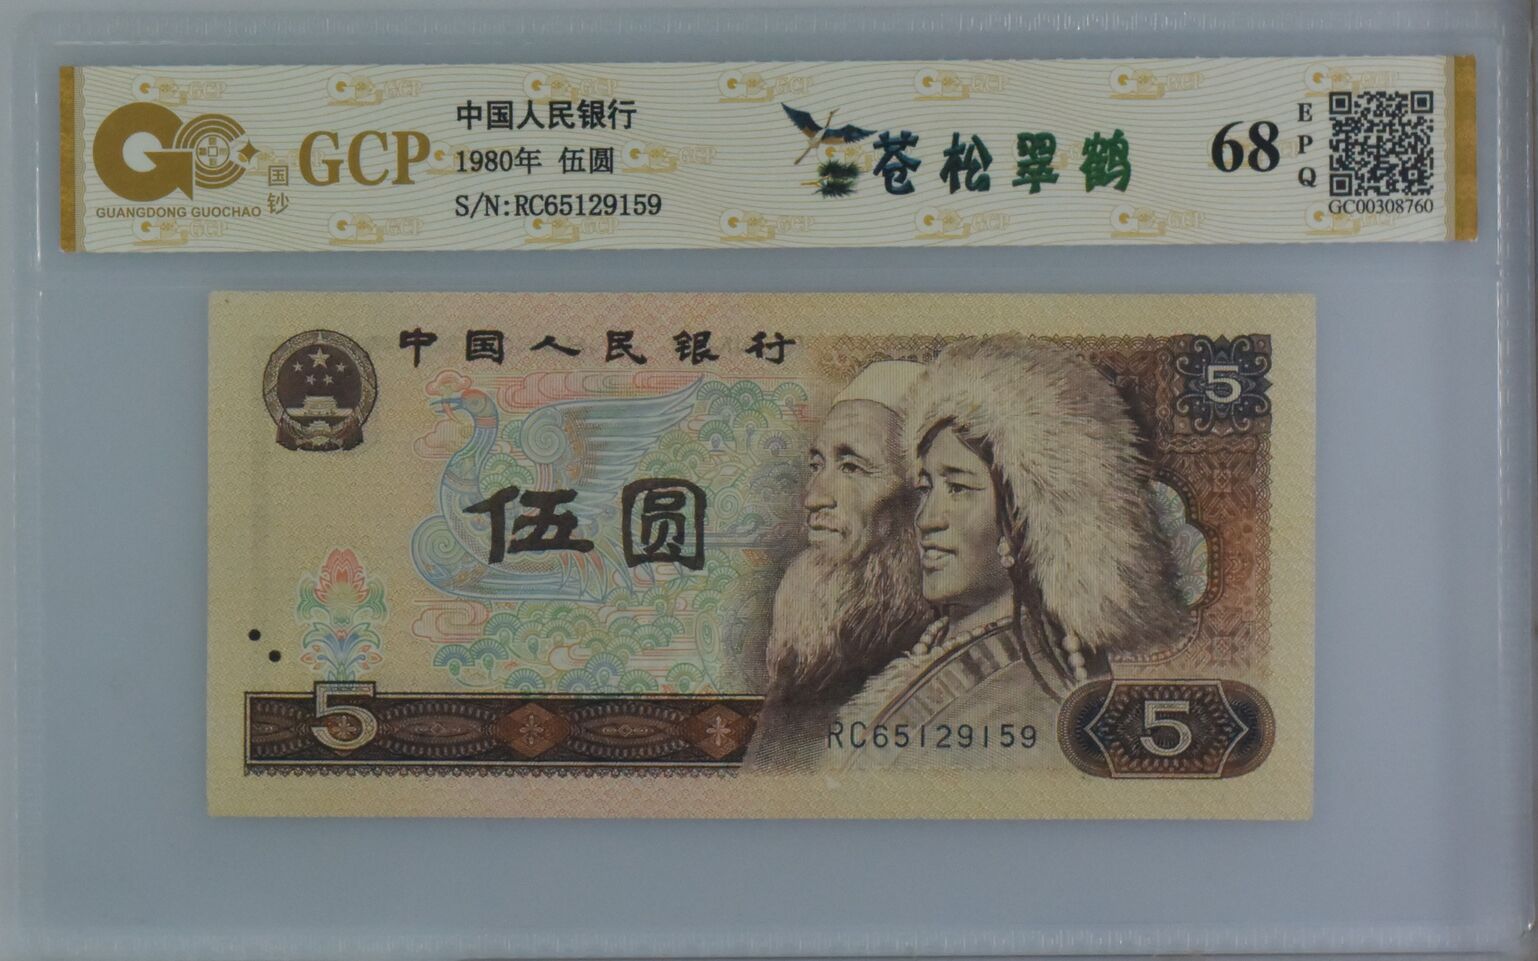 GCP
国钞
GUANGDONG GUOCHAO
中国人民银行
1980年 伍圆
S/N:RC65129159
苍松翠鹤
68
EPQ
GC00308760
中国人民银行
5
伍圆
5
RC65129159
5